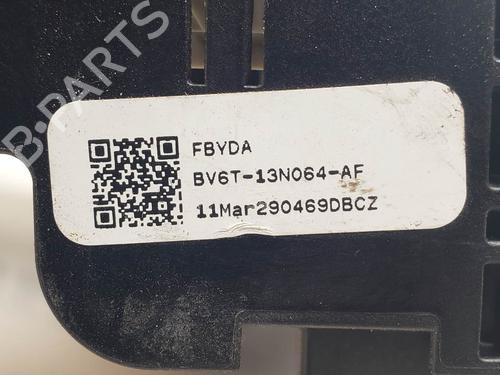 B-PARTS
FBYDA
BV6T-13N064-AF
11Mar290469DBCZ